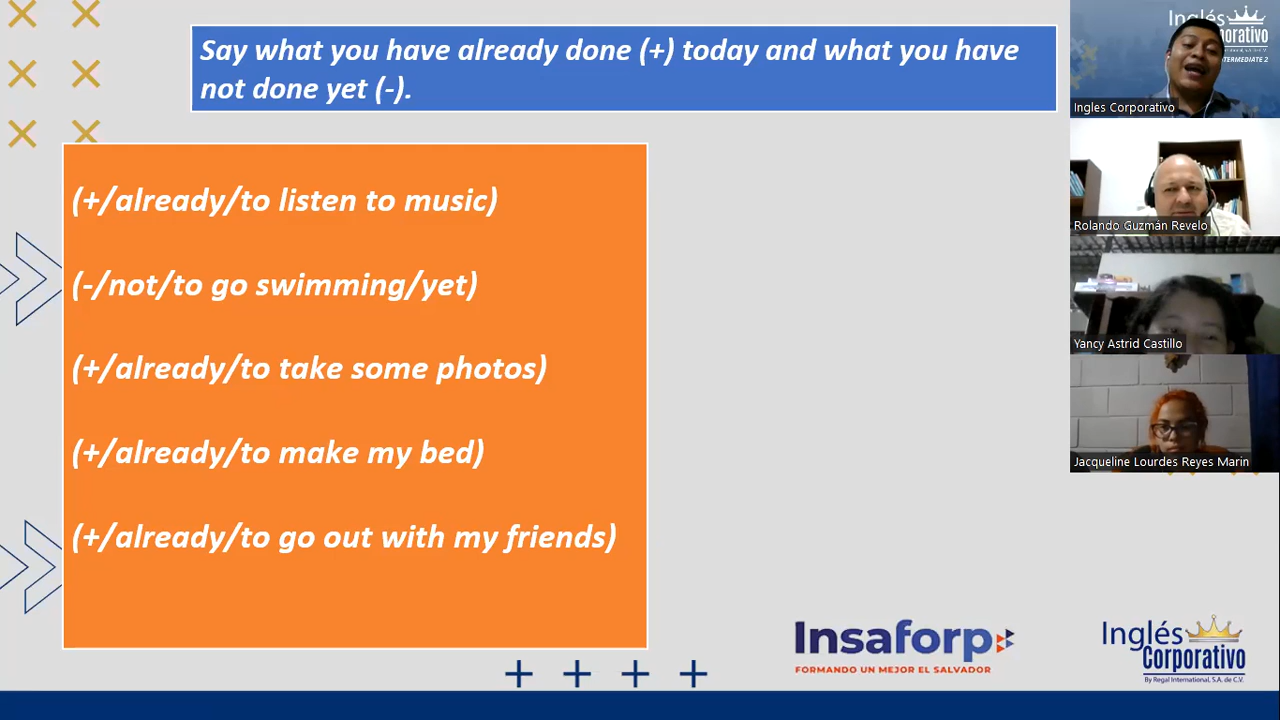 Say what you have already done (+) today and what you have
not done yet (-).
(+/already/to listen to music)
(-/not/to go swimming/yet)
(+/already/to take some photos)
(+/already/to make my bed)
(+/already/to go out with my friends)
Insaforp
FORMANDO UN MEJOR EL SALVADOR
Inglés
Corporativo
By Regal International, S.A. de C.V.
Inglés
Ingles Corporativo
Rolando Guzmán Revelo
Yancy Astrid Castillo
Jacqueline Lourdes Reyes Marin